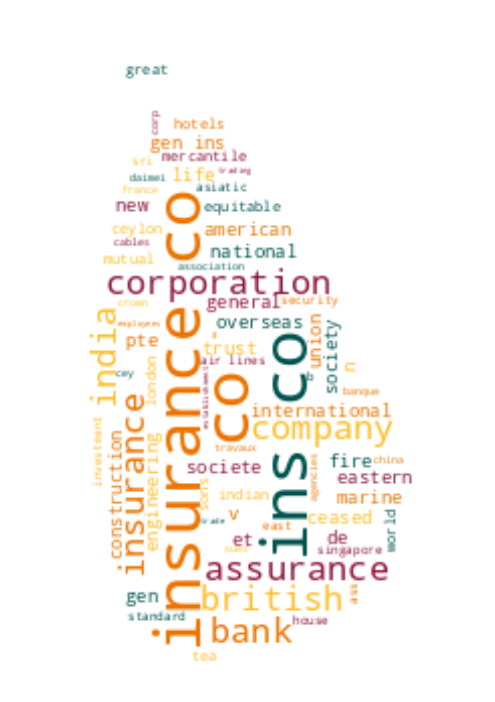 great
corp
hotels
gen ins
sri
mercantile
daimei
life
trading
france
asiatic
new
equitable
ceylon
american
cables
national
mutual
association
corporation
crown
general
security
india
employees
overseas
union
society
pte
trust
n
air lines
cey
london
b
banque
establishments
insurance co
co
ins co
international
company
insurance
investment
construction
engineering
travaux
societe
fire
china
agencies
eastern
sons
indian
marine
v
trade
east
ceased
world
et
de
singapore
assurance
gen
british
ass
standard
bank
house
tea